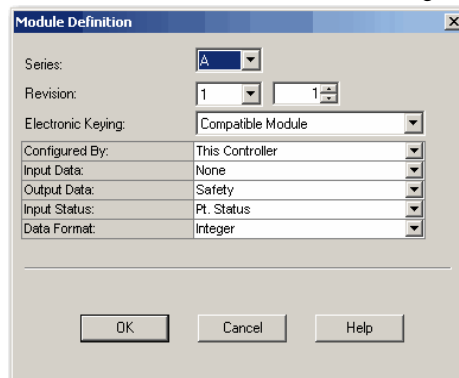 Module Definition
Series: A
Revision: 1 1
Electronic Keying: Compatible Module
Configured By: This Controller
Input Data: None
Output Data: Safety
Input Status: Pt. Status
Data Format: Integer
OK Cancel Help